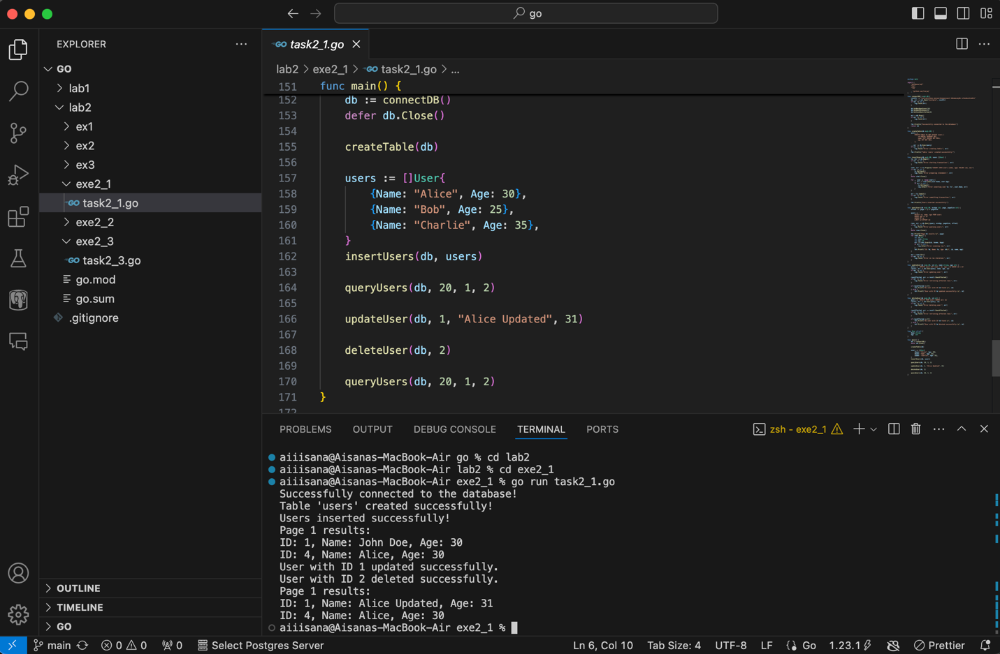 go
EXPLORER
GO
lab1
lab2
ex1
ex2
ex3
exe2_1
GO task2_1.go
exe2_2
exe2_3
GO task2_3.go
go.mod
go.sum
.gitignore
OUTLINE
TIMELINE
GO
GO task2_1.go
lab2 > exe2_1 > GO task2_1.go > ...
151 func main() {
152 db := connectDB()
153 defer db.Close()
154
155 createTable(db)
156
157 users := []User{
158 {Name: "Alice", Age: 30},
159 {Name: "Bob", Age: 25},
160 {Name: "Charlie", Age: 35},
161 }
162 insertUsers(db, users)
163
164 queryUsers(db, 20, 1, 2)
165
166 updateUser(db, 1, "Alice Updated", 31)
167
168 deleteUser(db, 2)
169
170 queryUsers(db, 20, 1, 2)
171 }
172
PROBLEMS OUTPUT DEBUG CONSOLE TERMINAL PORTS zsh - exe2_1
aiiisana@Aisanas-MacBook-Air go % cd lab2
aiiisana@Aisanas-MacBook-Air lab2 % cd exe2_1
aiiisana@Aisanas-MacBook-Air exe2_1 % go run task2_1.go
Successfully connected to the database!
Table 'users' created successfully!
Users inserted successfully!
Page 1 results:
ID: 1, Name: John Doe, Age: 30
ID: 4, Name: Alice, Age: 30
User with ID 1 updated successfully.
User with ID 2 deleted successfully.
Page 1 results:
ID: 1, Name: Alice Updated, Age: 31
ID: 4, Name: Alice, Age: 30
aiiisana@Aisanas-MacBook-Air exe2_1 %
main 0 0 0 Select Postgres Server Ln 6, Col 10 Tab Size: 4 UTF-8 LF {} Go 1.23.1 Prettier